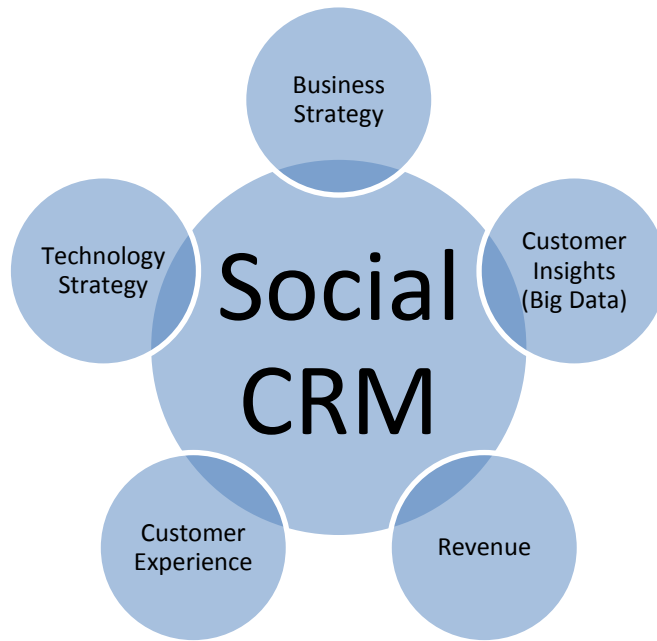 Business
Strategy
Technology
Strategy
Social
CRM
Customer
Insights
(Big Data)
Customer
Experience
Revenue